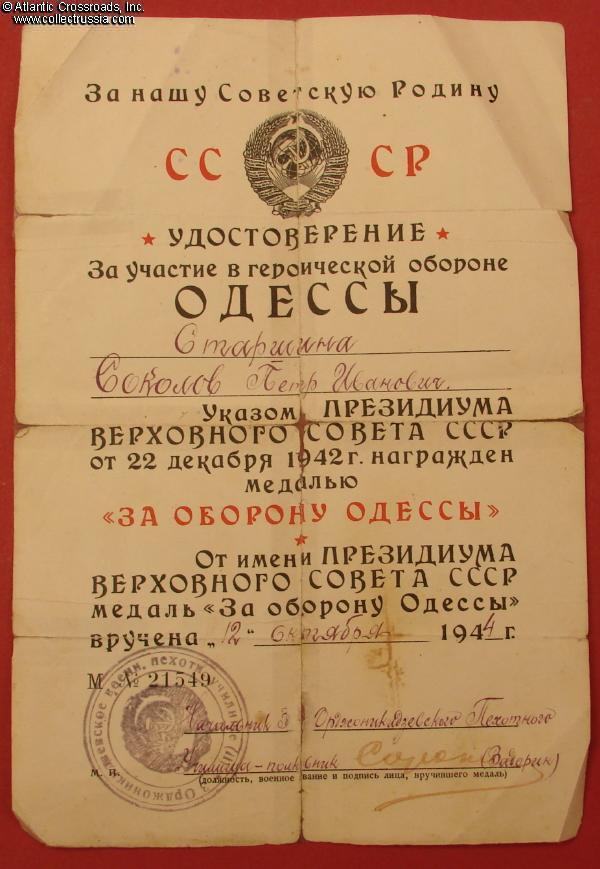 © Atlantic Crossroads, Inc.
www.collectrussia.com
За нашу Советскую Родину
СС СР
УДОСТОВЕРЕНИЕ
За участие в героической обороне
ОДЕССЫ
Старшина
Соколов Петр Иванович.
Указом ПРЕЗИДИУМА
ВЕРХОВНОГО СОВЕТА СССР
от 22 декабря 1942 г. награжден
медалью
«ЗА ОБОРОНУ ОДЕССЫ»
От имени ПРЕЗИДИУМА
ВЕРХОВНОГО СОВЕТА СССР
медаль «За оборону Одессы»
вручена „12" октября 1944 г.
М № 21549
Начальник 3 Орджоникидзевского Пехотного
Училища-полковник
М. П.
(должность, военное звание и подпись лица, вручившего медаль)